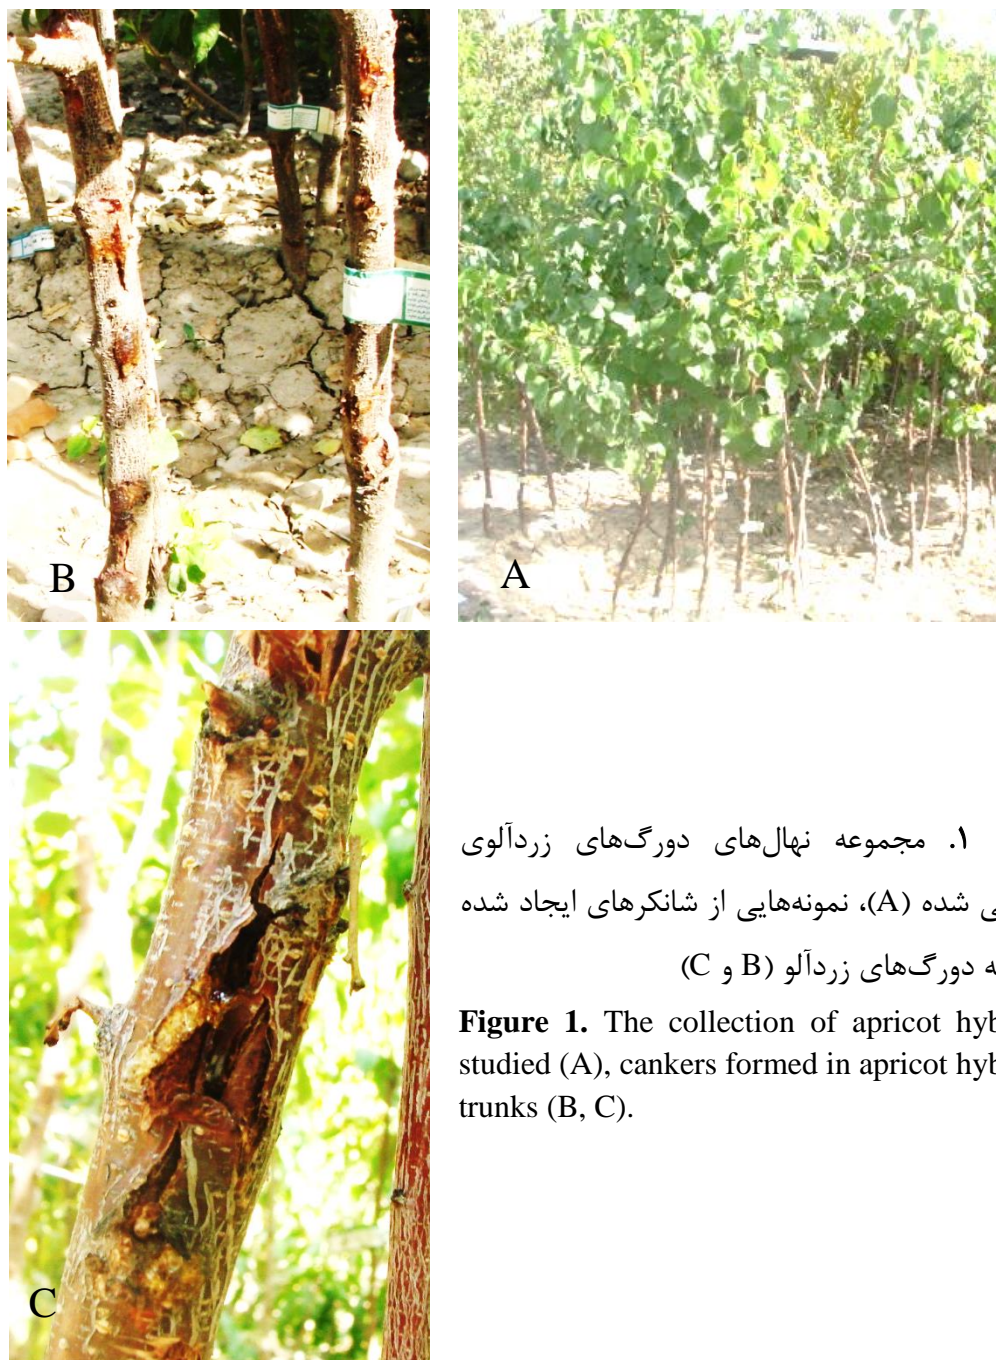 B
A
C
۱. مجموعه نهال‌های دورگ‌های زردآلوی
شده (A)، نمونه‌هایی از شانکرهای ایجاد شده
دورگ‌های زردآلو (B و C)
Figure 1. The collection of apricot hyb
studied (A), cankers formed in apricot hyb
trunks (B, C).